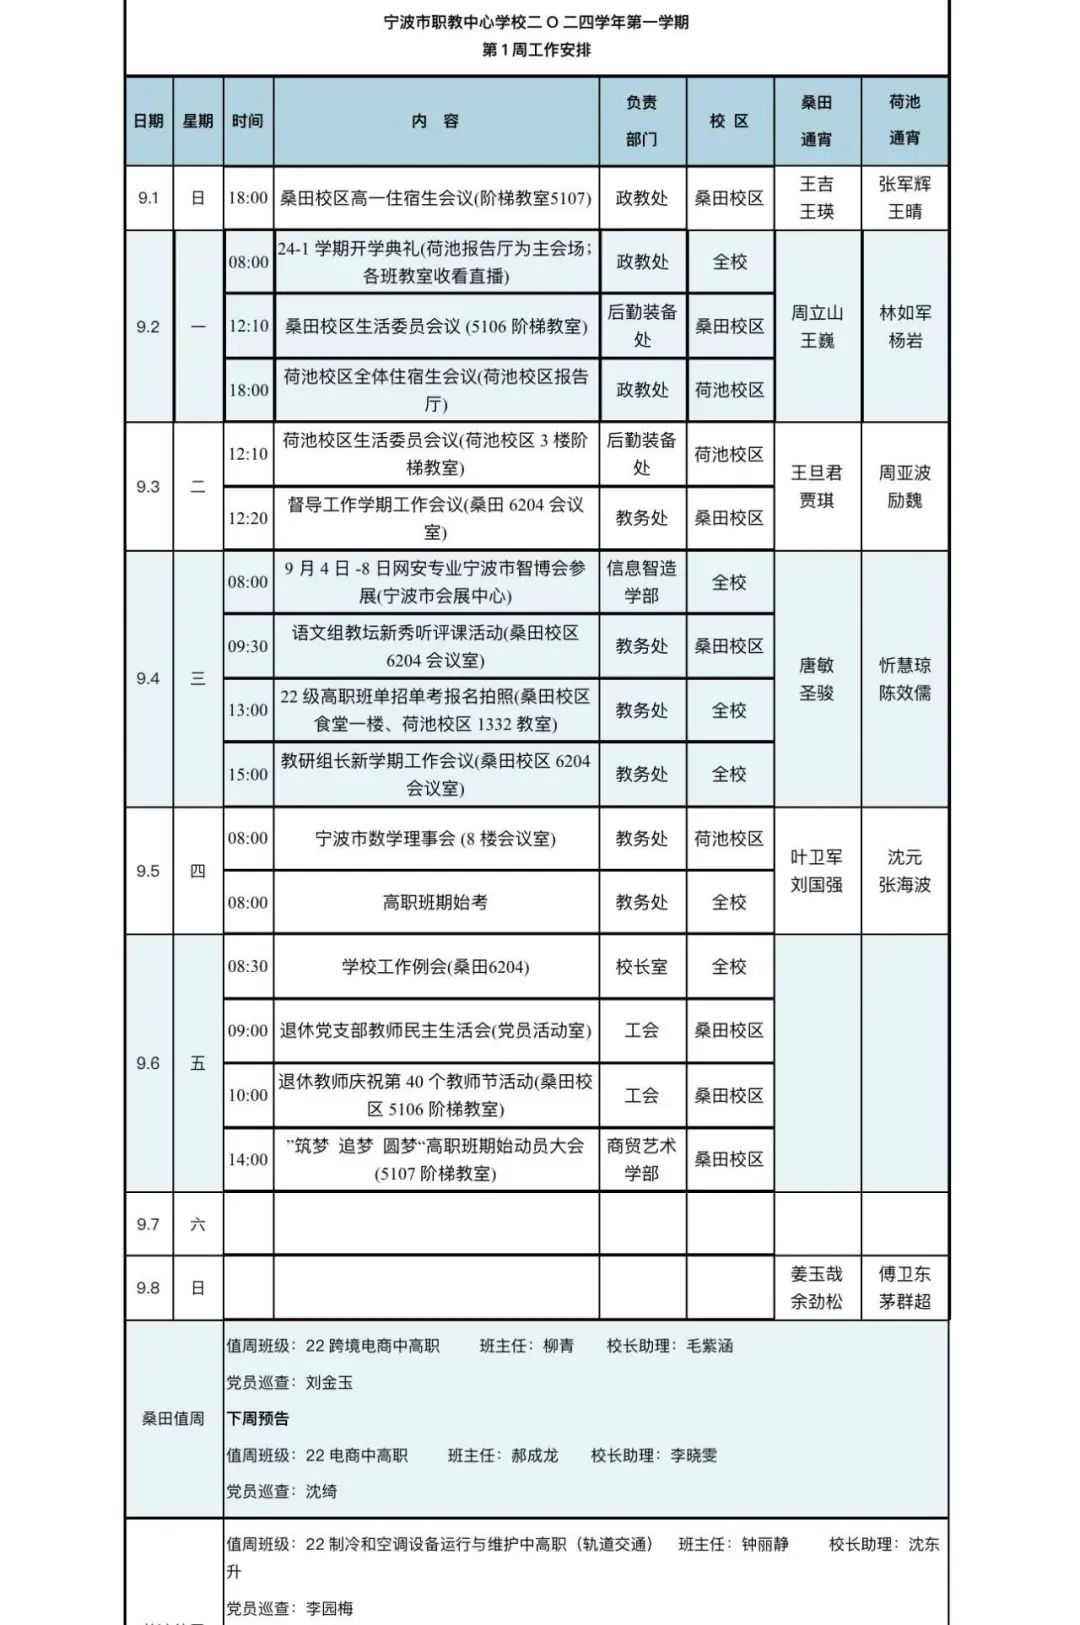 宁波市职教中心学校二 O 二四学年第一学期
第 1 周工作安排
日期 星期 时间 内 容 负责 部门 校 区 桑田 通宵 荷池 通宵
9.1 日 18:00 桑田校区高一住宿生会议(阶梯教室5107) 政教处 桑田校区 王吉 王瑛 张军辉 王晴
9.2 一 08:00 24-1 学期开学典礼(荷池报告厅为主会场；
各班教室收看直播) 政教处 全校 周立山 王巍 林如军 杨岩
12:10 桑田校区生活委员会议 (5106 阶梯教室) 后勤装备
处 桑田校区
18:00 荷池校区全体住宿生会议(荷池校区报告
厅) 政教处 荷池校区
9.3 二 12:10 荷池校区生活委员会议(荷池校区 3 楼阶
梯教室) 后勤装备
处 荷池校区 王旦君 贾琪 周亚波 励魏
12:20 督导工作学期工作会议(桑田 6204 会议
室) 教务处 桑田校区
9.4 三 08:00 9 月 4 日 -8 日网安专业宁波市智博会参
展(宁波市会展中心) 信息智造
学部 全校 唐敏 圣骏 忻慧琼 陈效儒
09:30 语文组教坛新秀听评课活动(桑田校区
6204 会议室) 教务处 桑田校区
13:00 22 级高职班单招单考报名拍照(桑田校区
食堂一楼、荷池校区 1332 教室) 教务处 全校
15:00 教研组长新学期工作会议(桑田校区 6204
会议室) 教务处 全校
9.5 四 08:00 宁波市数学理事会 (8 楼会议室) 教务处 荷池校区 叶卫军 刘国强 沈元 张海波
08:00 高职班期始考 教务处 全校
9.6 五 08:30 学校工作例会(桑田6204) 校长室 全校
09:00 退休党支部教师民主生活会(党员活动室) 工会 桑田校区
10:00 退休教师庆祝第 40 个教师节活动(桑田校
区 5106 阶梯教室) 工会 桑田校区
14:00 ”筑梦 追梦 圆梦“高职班期始动员大会
(5107 阶梯教室) 商贸艺术
学部 桑田校区
9.7 六
9.8 日 姜玉哉 余劲松 傅卫东 茅群超
桑田值周
值周班级：22 跨境电商中高职 班主任：柳青 校长助理：毛紫涵
党员巡查：刘金玉
下周预告
值周班级：22 电商中高职 班主任：郝成龙 校长助理：李晓雯
党员巡查：沈绮
值周班级：22 制冷和空调设备运行与维护中高职（轨道交通） 班主任：钟丽静 校长助理：沈东
升
党员巡查：李园梅